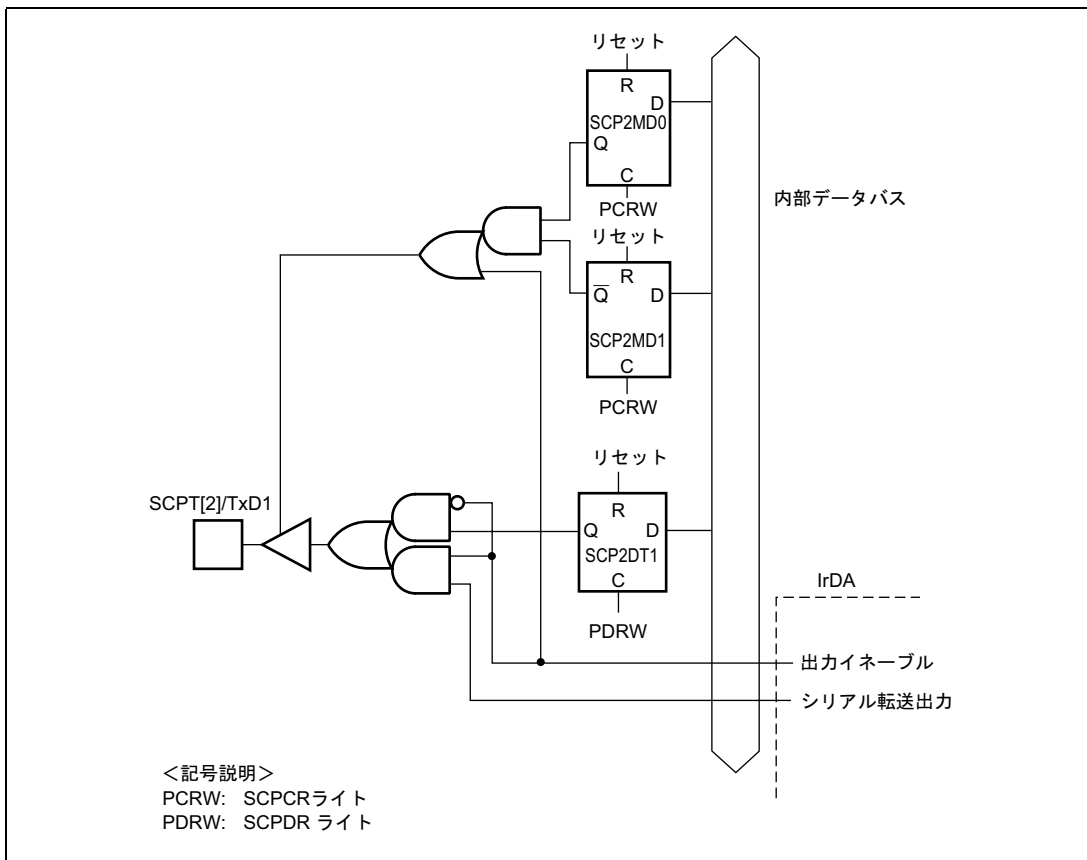 リセット
R
D
SCP2MD0
Q
C
PCRW
内部データバス
リセット
R
Q̅
D
SCP2MD1
C
PCRW
リセット
SCPT[2]/TxD1
R
Q
D
SCP2DT1
C
IrDA
PDRW
出力イネーブル
シリアル転送出力
＜記号説明＞
PCRW: SCPCRライト
PDRW: SCPDR ライト